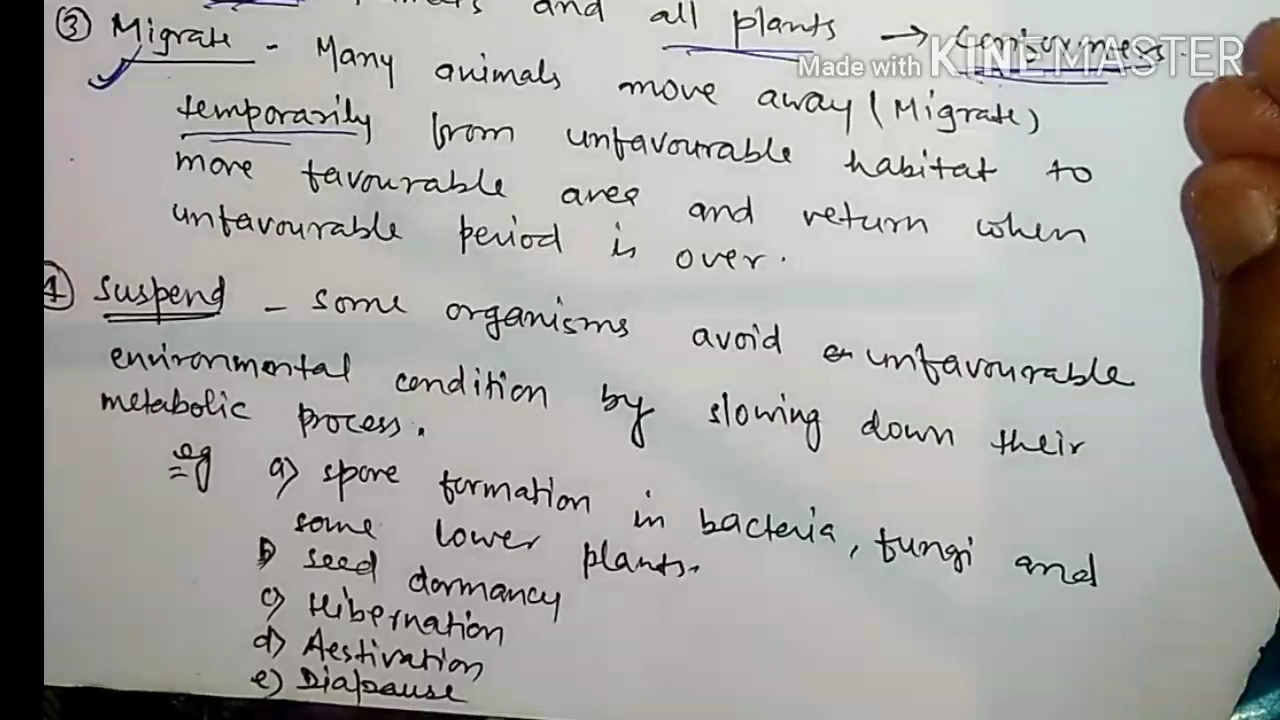 and all plants → Conformers.
Made with KINEMASTER
③ Migrate - Many animals move away (Migrate)
temporarily from unfavourable habitat to
more favourable area and return when
unfavourable period is over.
④ Suspend - some organisms avoid unfavourable
environmental condition by slowing down their
metabolic process.
eg a) spore formation in bacteria, fungi and
some lower plants.
b) seed dormancy
c) Hibernation
d) Aestivation
e) Diapause